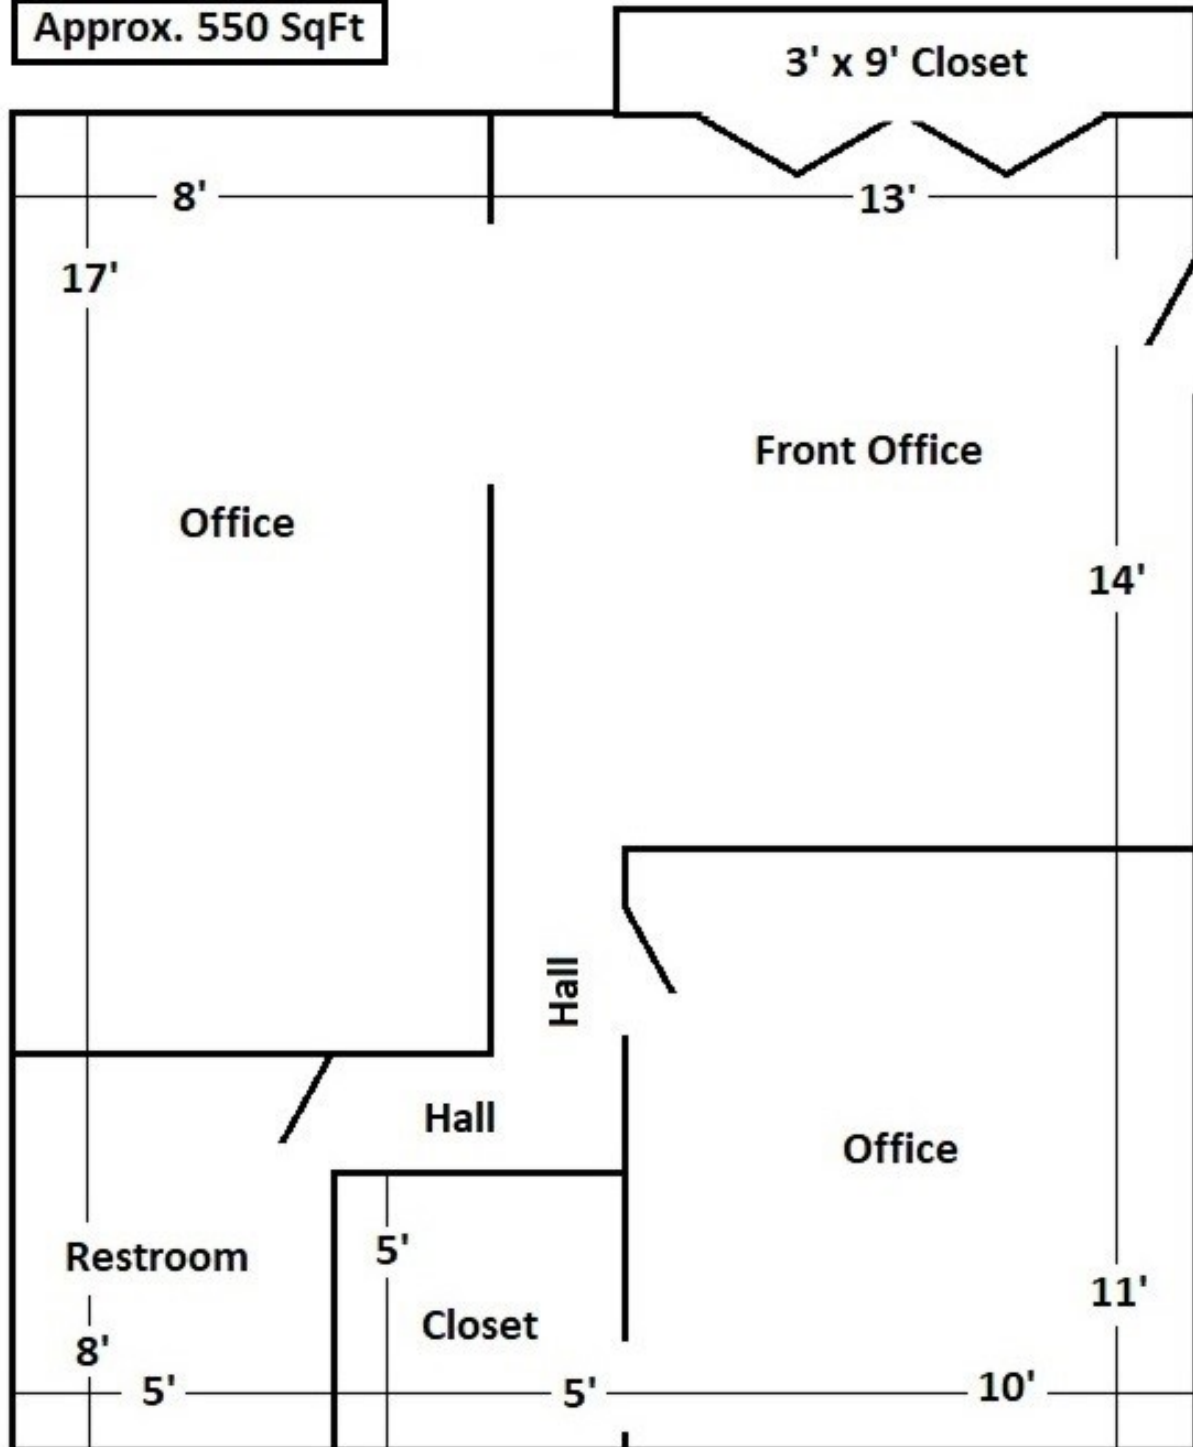 Approx. 550 SqFt
3' x 9' Closet
8'
13'
17'
Front Office
Office
14'
Hall
Hall
Office
Restroom
5'
11'
Closet
8'
5'
5'
10'